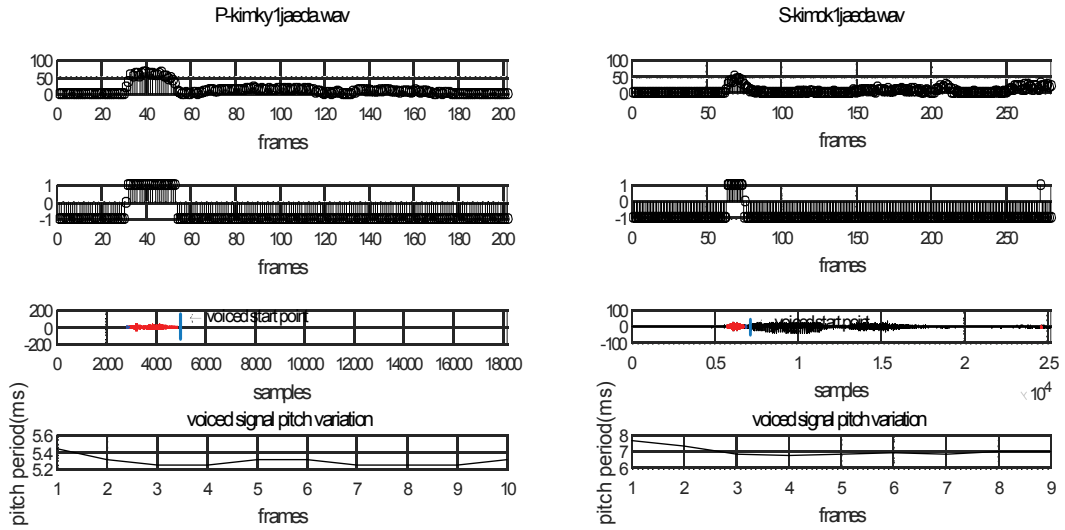 P-kimky1jaeda.wav
100
50
0
0 20 40 60 80 100 120 140 160 180 200
frames
1
0
-1
0 20 40 60 80 100 120 140 160 180 200
frames
200
0
-200
← voiced start point
0 2000 4000 6000 8000 10000 12000 14000 16000 18000
samples
voiced signal pitch variation
pitch period(ms)
5.6
5.4
5.2
1 2 3 4 5 6 7 8 9 10
frames
S-kimok1jaeda.wav
100
50
0
0 50 100 150 200 250
frames
1
0
-1
0 50 100 150 200 250
frames
100
0
-100
voiced start point
0 0.5 1 1.5 2 2.5
samples
x 10^4
voiced signal pitch variation
pitch period(ms)
8
7
6
1 2 3 4 5 6 7 8 9
frames